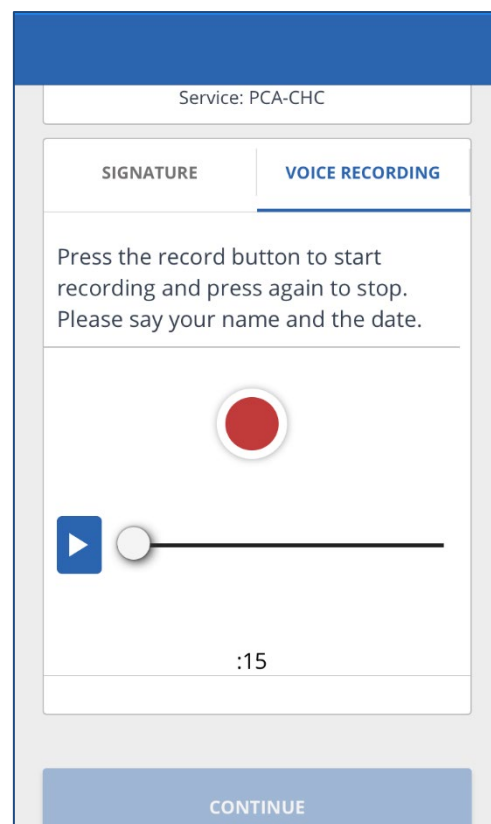 Service: PCA-CHC
SIGNATURE
VOICE RECORDING
Press the record button to start
recording and press again to stop.
Please say your name and the date.
:15
CONTINUE